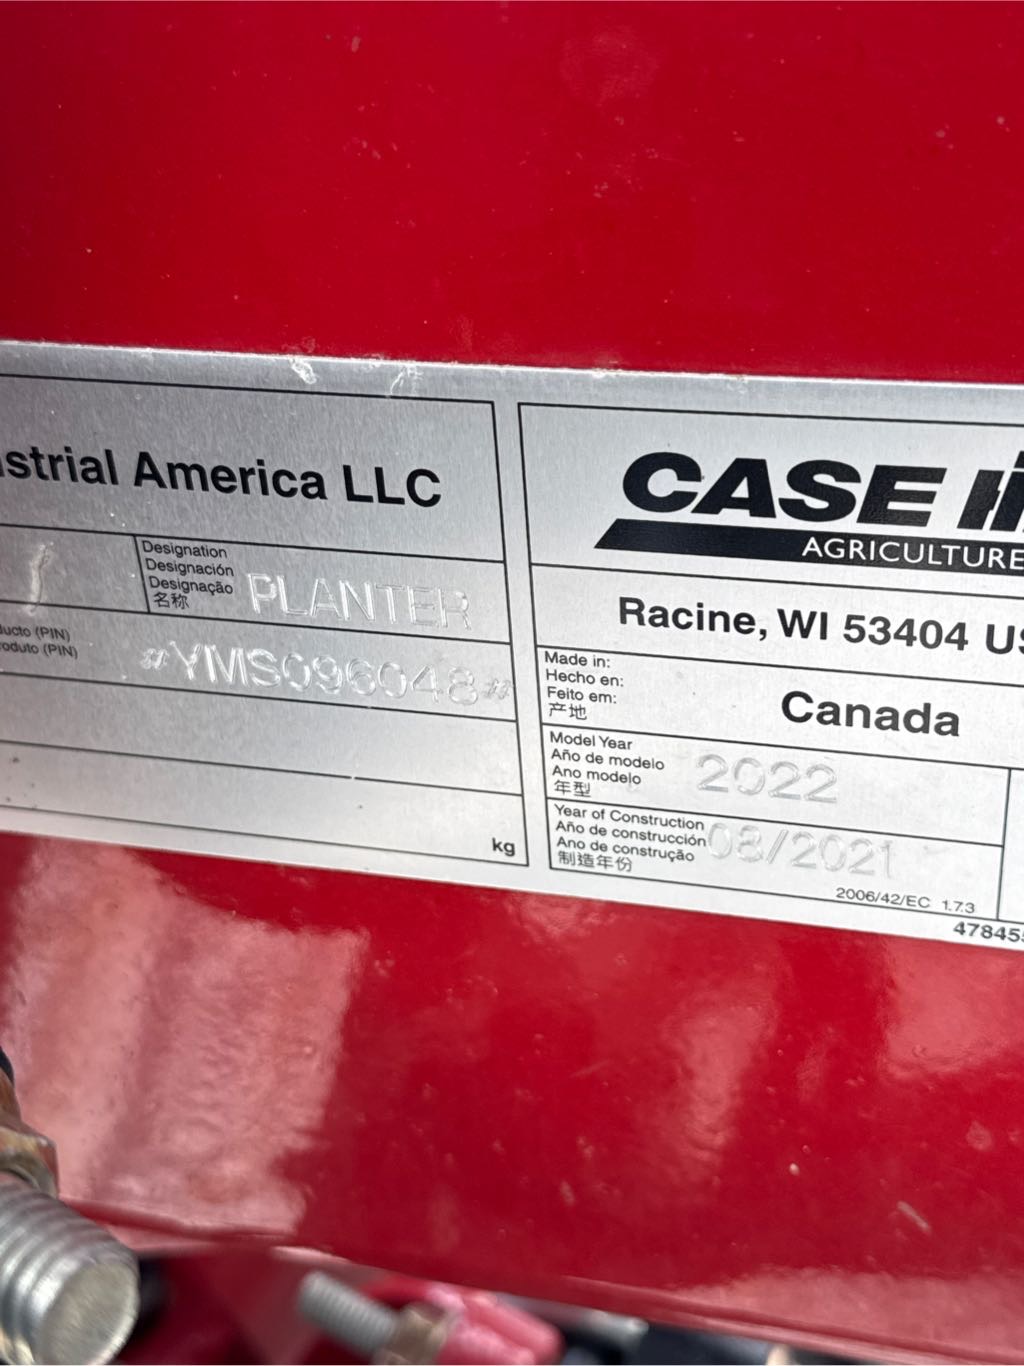 ustrial America LLC
Designation
Designación
Designação
名称
PLANTER
ducto (PIN)
roduto (PIN)
#YMS096048#
kg
CASE IH
AGRICULTURE
Racine, WI 53404 US
Made in:
Hecho en:
Feito em:
产地
Canada
Model Year
Año de modelo
Ano modelo
年型
2022
Year of Construction
Año de construcción
Ano de construção
制造年份
08/2021
2006/42/EC 1.7.3
47845